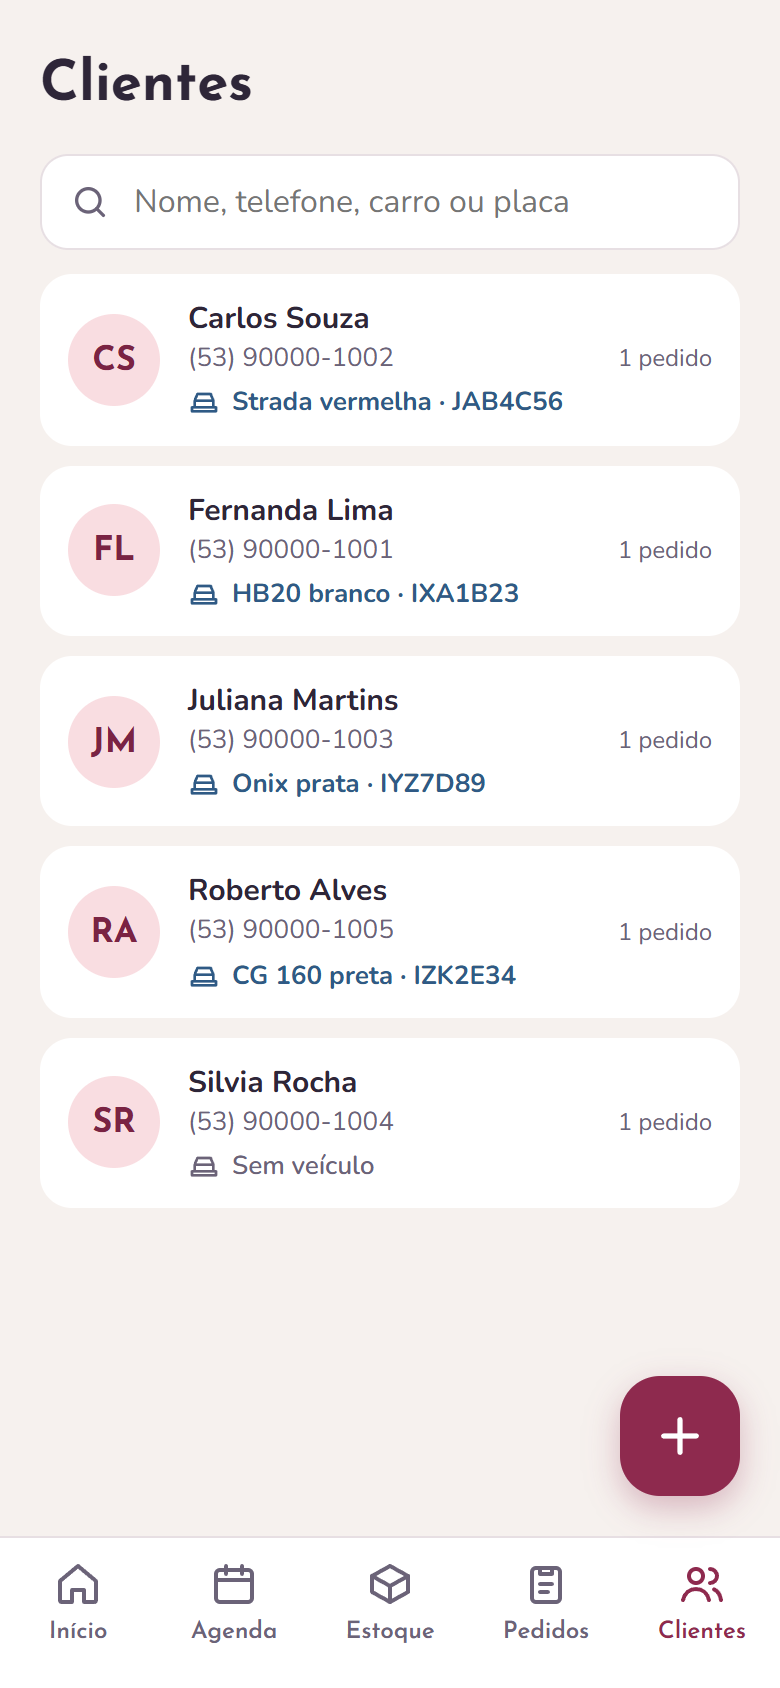 Clientes
Nome, telefone, carro ou placa
CS
Carlos Souza
(53) 90000-1002
Strada vermelha · JAB4C56
1 pedido
FL
Fernanda Lima
(53) 90000-1001
HB20 branco · IXA1B23
1 pedido
JM
Juliana Martins
(53) 90000-1003
Onix prata · IYZ7D89
1 pedido
RA
Roberto Alves
(53) 90000-1005
CG 160 preta · IZK2E34
1 pedido
SR
Silvia Rocha
(53) 90000-1004
Sem veículo
1 pedido
Início
Agenda
Estoque
Pedidos
Clientes